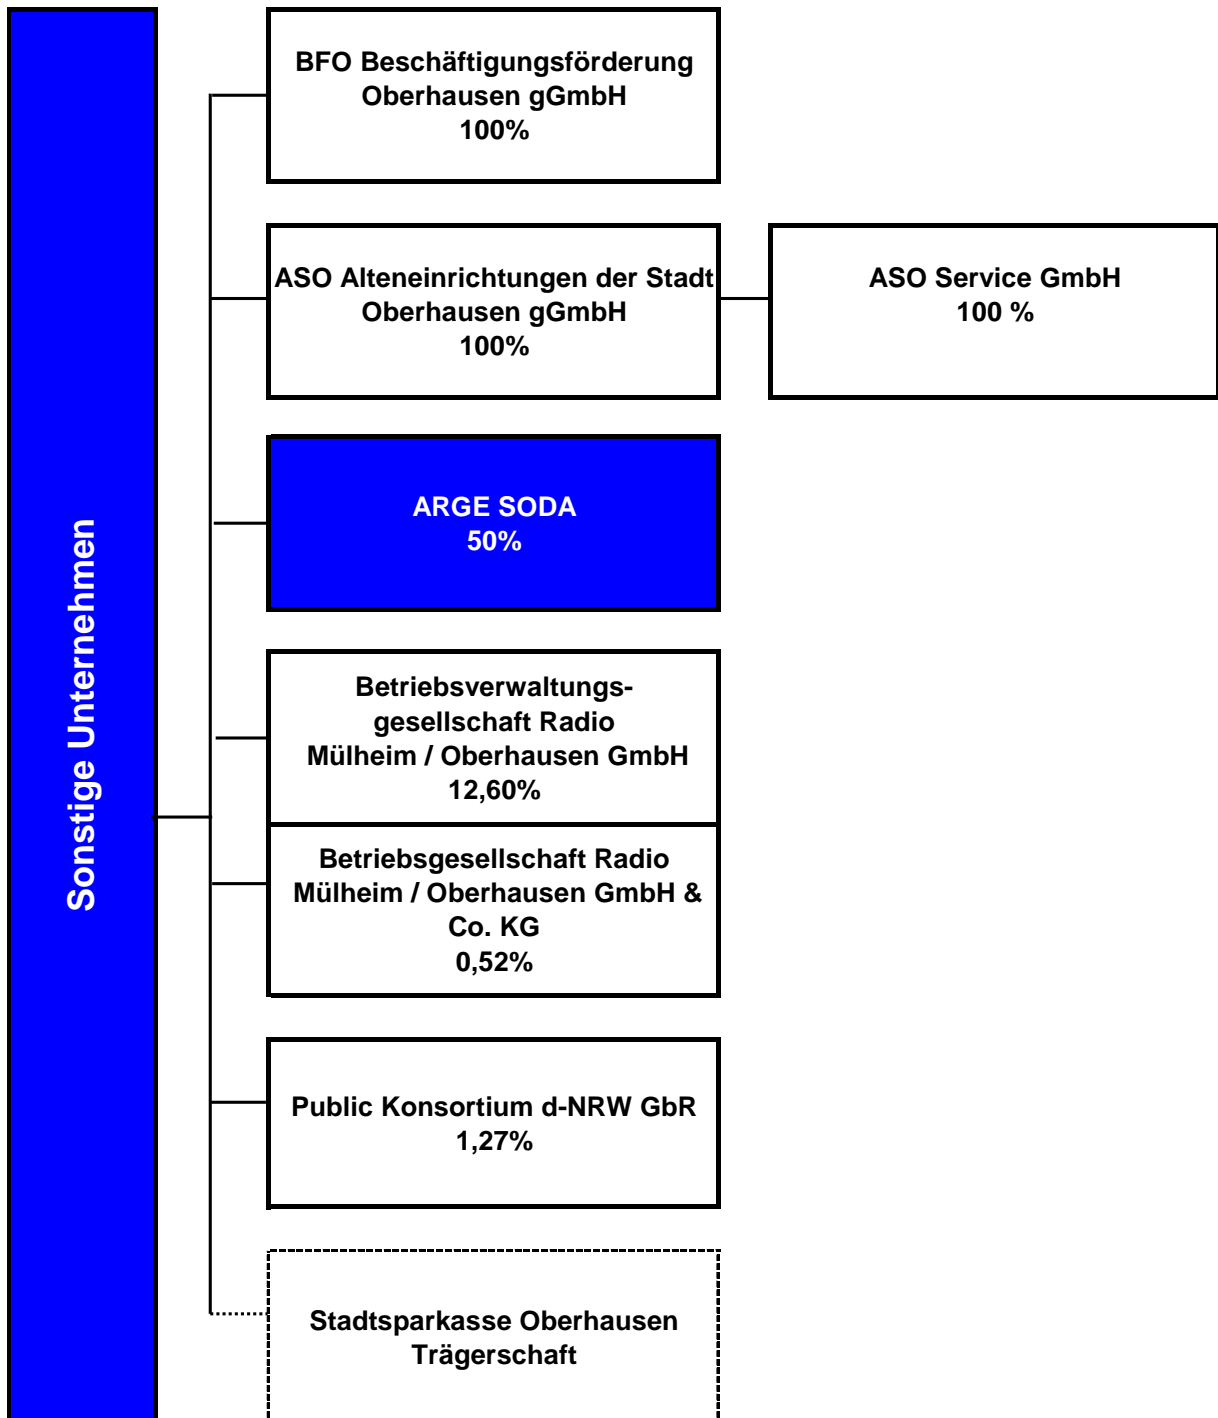 Sonstige Unternehmen
BFO Beschäftigungsförderung
Oberhausen gGmbH
100%
ASO Alteneinrichtungen der Stadt
Oberhausen gGmbH
100%
ASO Service GmbH
100 %
ARGE SODA
50%
Betriebsverwaltungs-
gesellschaft Radio
Mülheim / Oberhausen GmbH
12,60%
Betriebsgesellschaft Radio
Mülheim / Oberhausen GmbH &
Co. KG
0,52%
Public Konsortium d-NRW GbR
1,27%
Stadtsparkasse Oberhausen
Trägerschaft